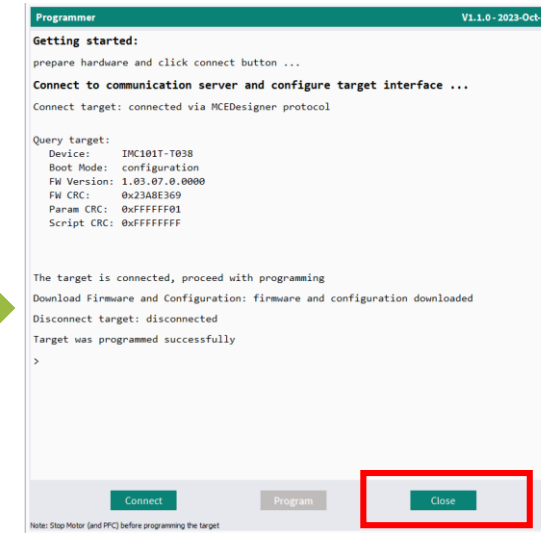 Programmer V1.1.0 - 2023-Oct-
Getting started:
prepare hardware and click connect button ...
Connect to communication server and configure target interface ...
Connect target: connected via MCEDesigner protocol
Query target:
Device: IMC101T-T038
Boot Mode: configuration
FW Version: 1.03.07.0.0000
FW CRC: 0x23A8E369
Param CRC: 0xFFFFFF01
Script CRC: 0xFFFFFFFF
The target is connected, proceed with programming
Download Firmware and Configuration: firmware and configuration downloaded
Disconnect target: disconnected
Target was programmed successfully
>
Connect Program Close
Note: Stop Motor (and PFC) before programming the target